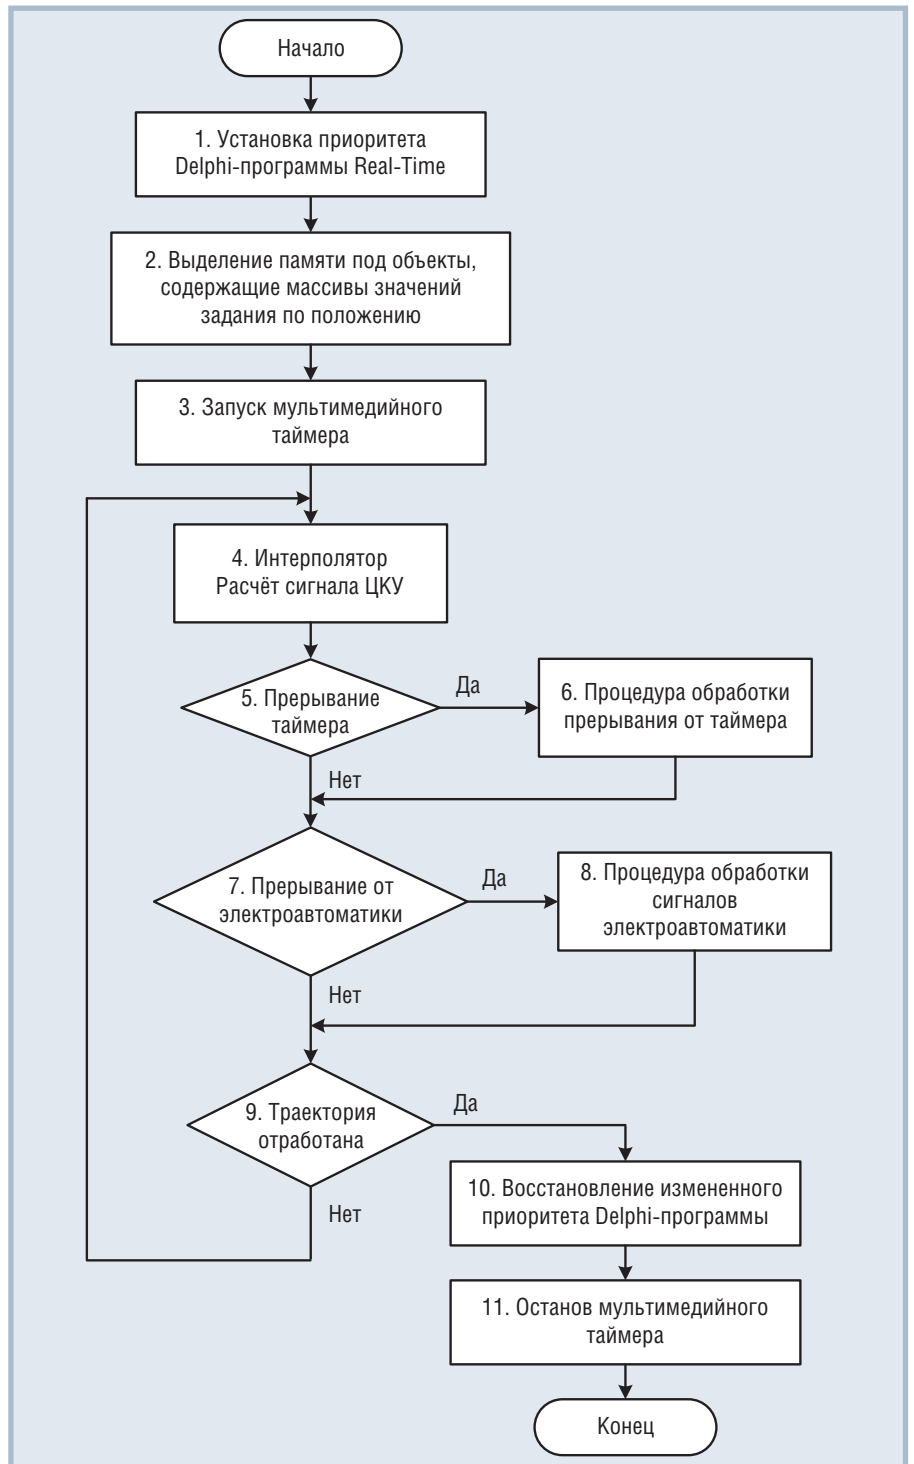 Начало
1. Установка приоритета
Delphi-программы Real-Time
2. Выделение памяти под объекты,
содержащие массивы значений
задания по положению
3. Запуск мультимедийного
таймера
4. Интерполятор
Расчёт сигнала ЦКУ
5. Прерывание
таймера
Да
6. Процедура обработки
прерывания от таймера
Нет
7. Прерывание от
электроавтоматики
Да
8. Процедура обработки
сигналов
электроавтоматики
Нет
9. Траектория
отработана
Да
Нет
10. Восстановление измененного
приоритета Delphi-программы
11. Останов мультимедийного
таймера
Конец